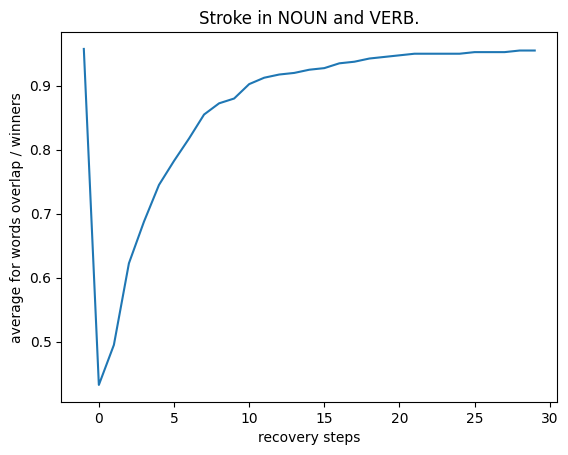 Stroke in NOUN and VERB.
average for words overlap / winners
0.9
0.8
0.7
0.6
0.5
0 5 10 15 20 25 30
recovery steps